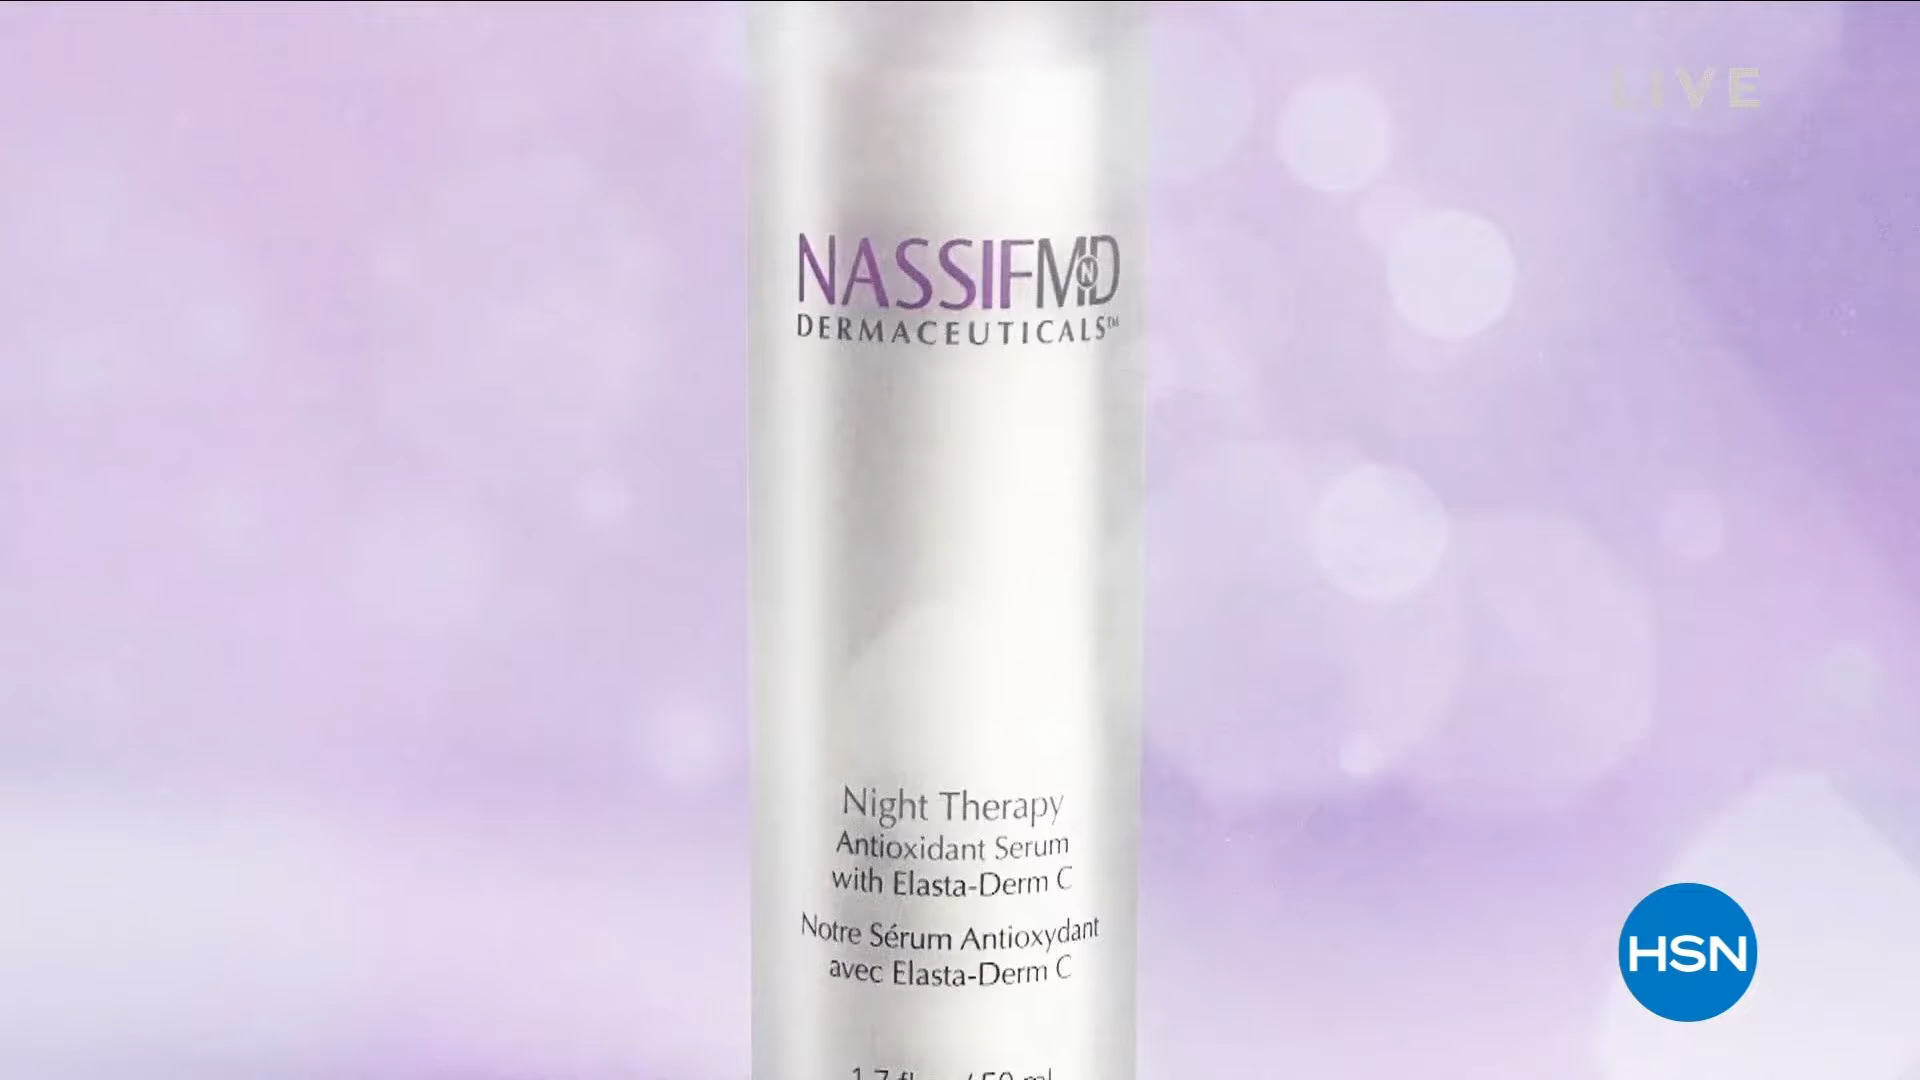 LIVE
NASSIFMD
DERMACEUTICALS™
Night Therapy
Antioxidant Serum
with Elasta-Derm C
Notre Sérum Antioxydant
avec Elasta-Derm C
HSN